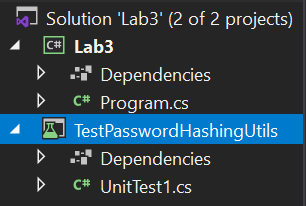 Solution 'Lab3' (2 of 2 projects)
C# Lab3
Dependencies
C# Program.cs
TestPasswordHashingUtils
Dependencies
C# UnitTest1.cs